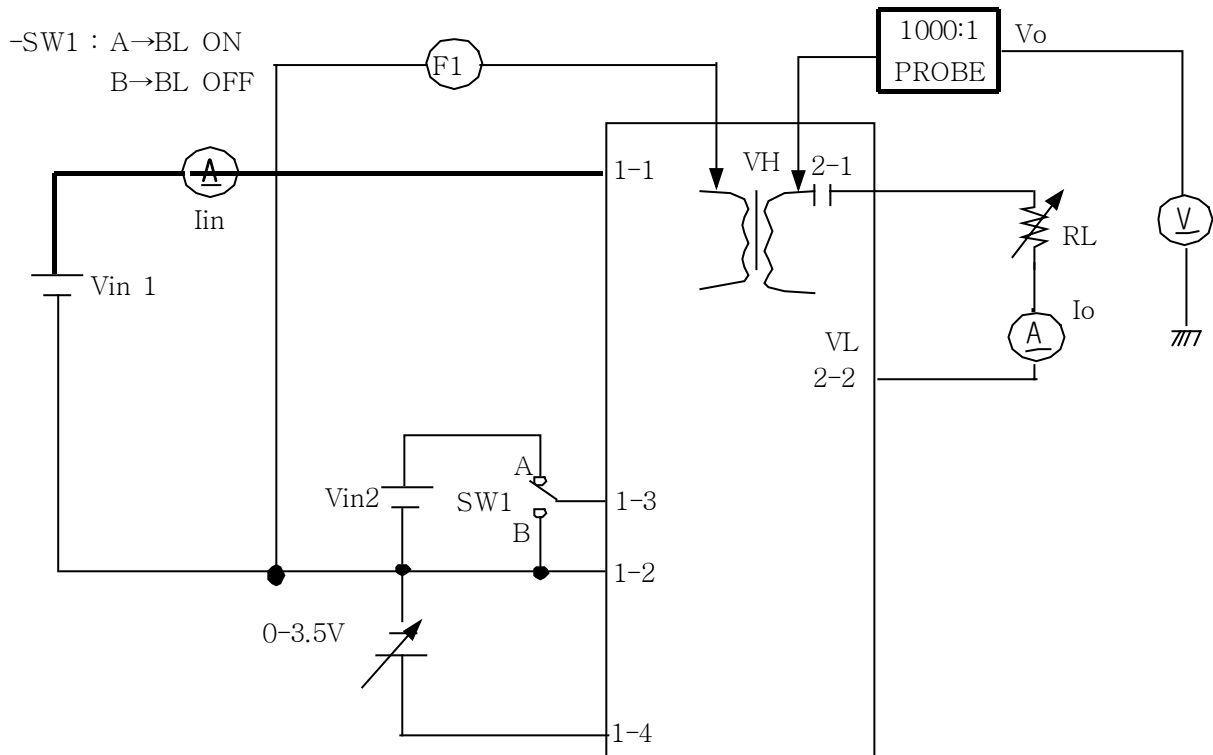 -SW1 : A→BL ON
B→BL OFF
F1
1000:1
PROBE
Vo
A
Iin
1-1
VH
2-1
V
RL
Vin 1
Io
A
VL
2-2
A
Vin2
SW1
1-3
B
1-2
0-3.5V
1-4